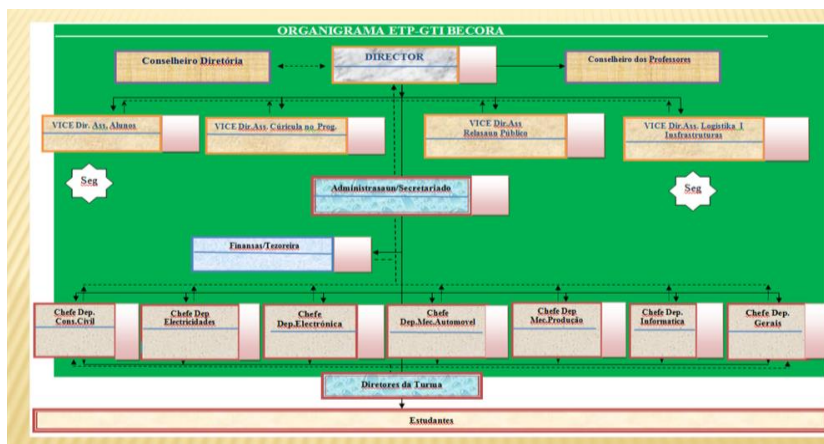 ORGANIGRAMA ETP-GTI BECORA
Conselheiro Diretória
DIRECTOR
Conselheiro dos Professores
VICE Dir. Ass, Alunos
VICE Dir.Ass. Cúrícula no Prog.
VICE Dir.Ass
Relasaun Público
VICE Dir.Ass. Logistika I
Insfrastruturas
Seg
Seg
Administrasaun/Secretariado
Finansas/Tezoreira
Chefe Dep.
Cons.Civil
Chefe Dep
Electricidades
Chefe
Dep.Electrónica
Chefe
Dep.Mec.Automovel
Chefe Dep
Mec.Produção
Chefe Dep.
Informatica
Chefe Dep.
Gerais
Diretores da Turma
Estudantes